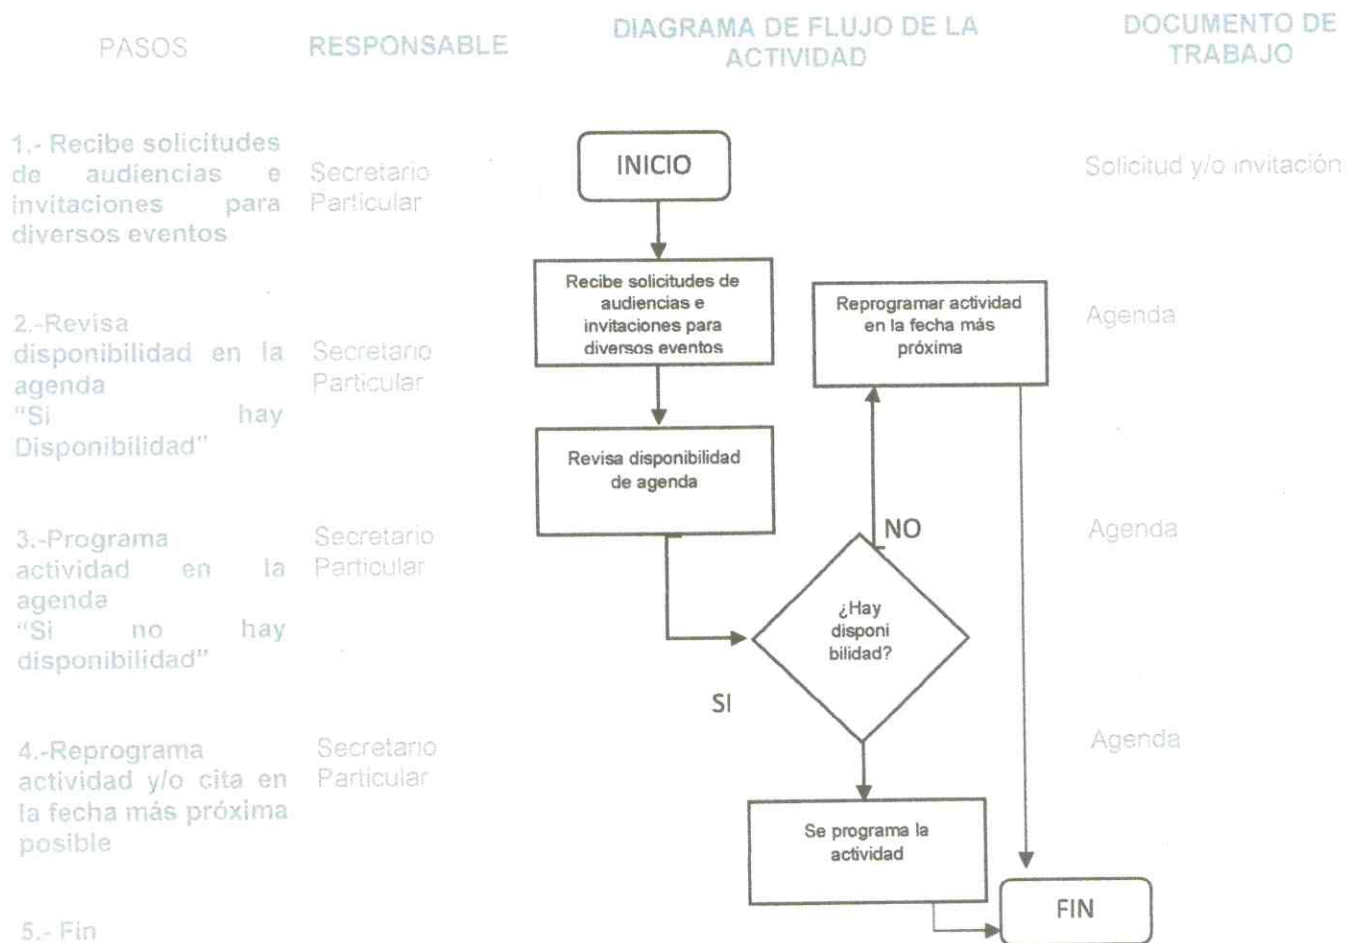 PASOS
RESPONSABLE
DIAGRAMA DE FLUJO DE LA
ACTIVIDAD
DOCUMENTO DE
TRABAJO
1.- Recibe solicitudes
de audiencias e
invitaciones para
diversos eventos
Secretario
Particular
INICIO
Solicitud y/o invitación
Recibe solicitudes de
audiencias e
invitaciones para
diversos eventos
Reprogramar actividad
en la fecha más
próxima
Agenda
2.-Revisa
disponibilidad en la
agenda
"Si hay
Disponibilidad"
Secretario
Particular
Revisa disponibilidad
de agenda
3.-Programa
actividad en la
agenda
"Si no hay
disponibilidad"
Secretario
Particular
NO
¿Hay
disponi
bilidad?
SI
Agenda
4.-Reprograma
actividad y/o cita en
la fecha más próxima
posible
Secretario
Particular
Agenda
Se programa la
actividad
FIN
5.- Fin